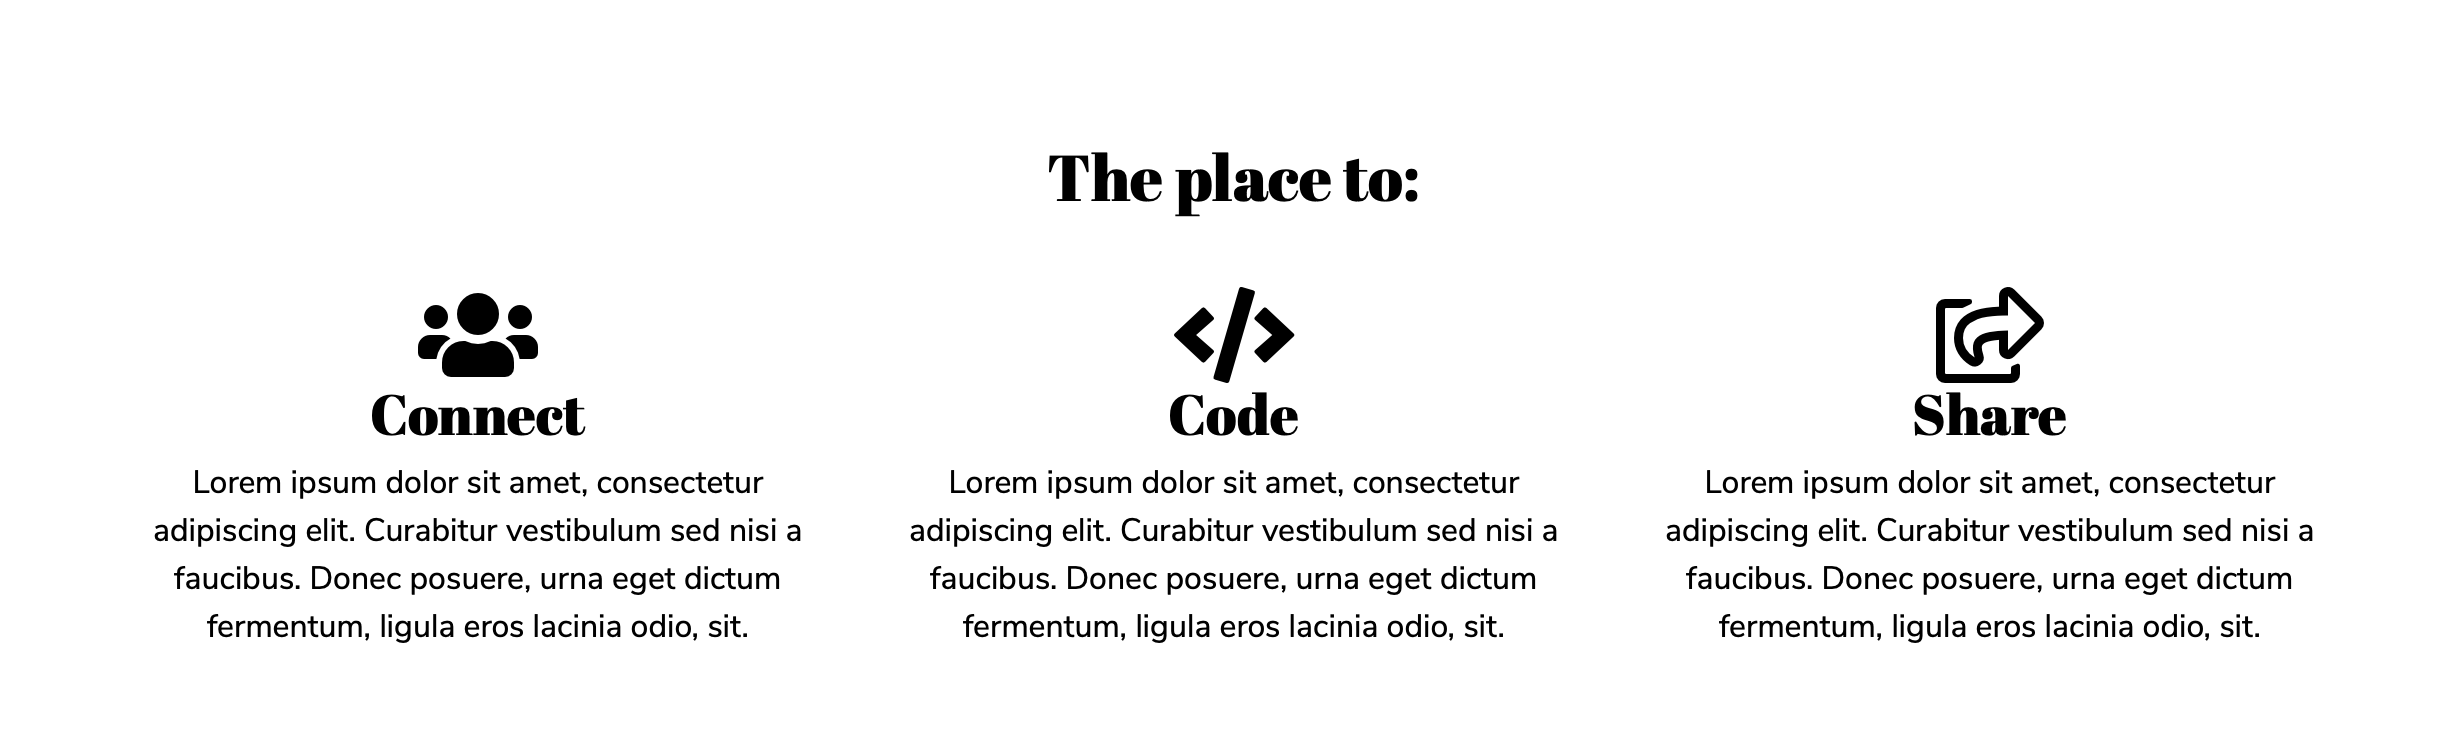 The place to:
Connect
Lorem ipsum dolor sit amet, consectetur
adipiscing elit. Curabitur vestibulum sed nisi a
faucibus. Donec posuere, urna eget dictum
fermentum, ligula eros lacinia odio, sit.
Code
Lorem ipsum dolor sit amet, consectetur
adipiscing elit. Curabitur vestibulum sed nisi a
faucibus. Donec posuere, urna eget dictum
fermentum, ligula eros lacinia odio, sit.
Share
Lorem ipsum dolor sit amet, consectetur
adipiscing elit. Curabitur vestibulum sed nisi a
faucibus. Donec posuere, urna eget dictum
fermentum, ligula eros lacinia odio, sit.